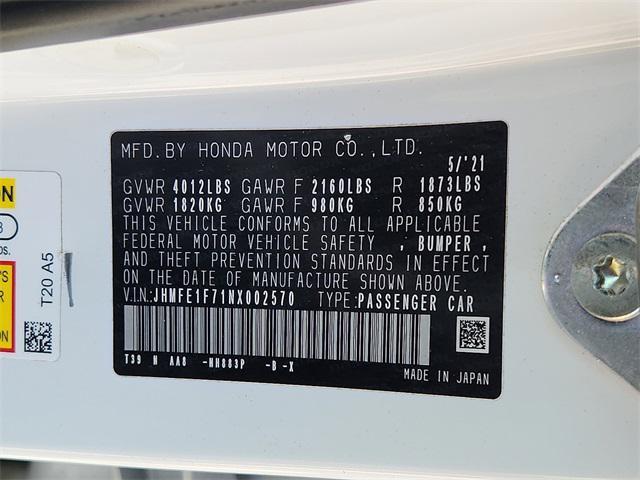 MFD. BY HONDA MOTOR CO., LTD.
5/'21
GVWR 4012LBS GAWR F 2160LBS R 1873LBS
GVWR 1820KG GAWR F 980KG R 850KG
THIS VEHICLE CONFORMS TO ALL APPLICABLE
FEDERAL MOTOR VEHICLE SAFETY , BUMPER ,
AND THEFT PREVENTION STANDARDS IN EFFECT
ON THE DATE OF MANUFACTURE SHOWN ABOVE.
V.I.N: JHMFE1F71NX002570 TYPE: PASSENGER CAR
T39 N AA8 -NH883P -B -X
MADE IN JAPAN
T20 A5